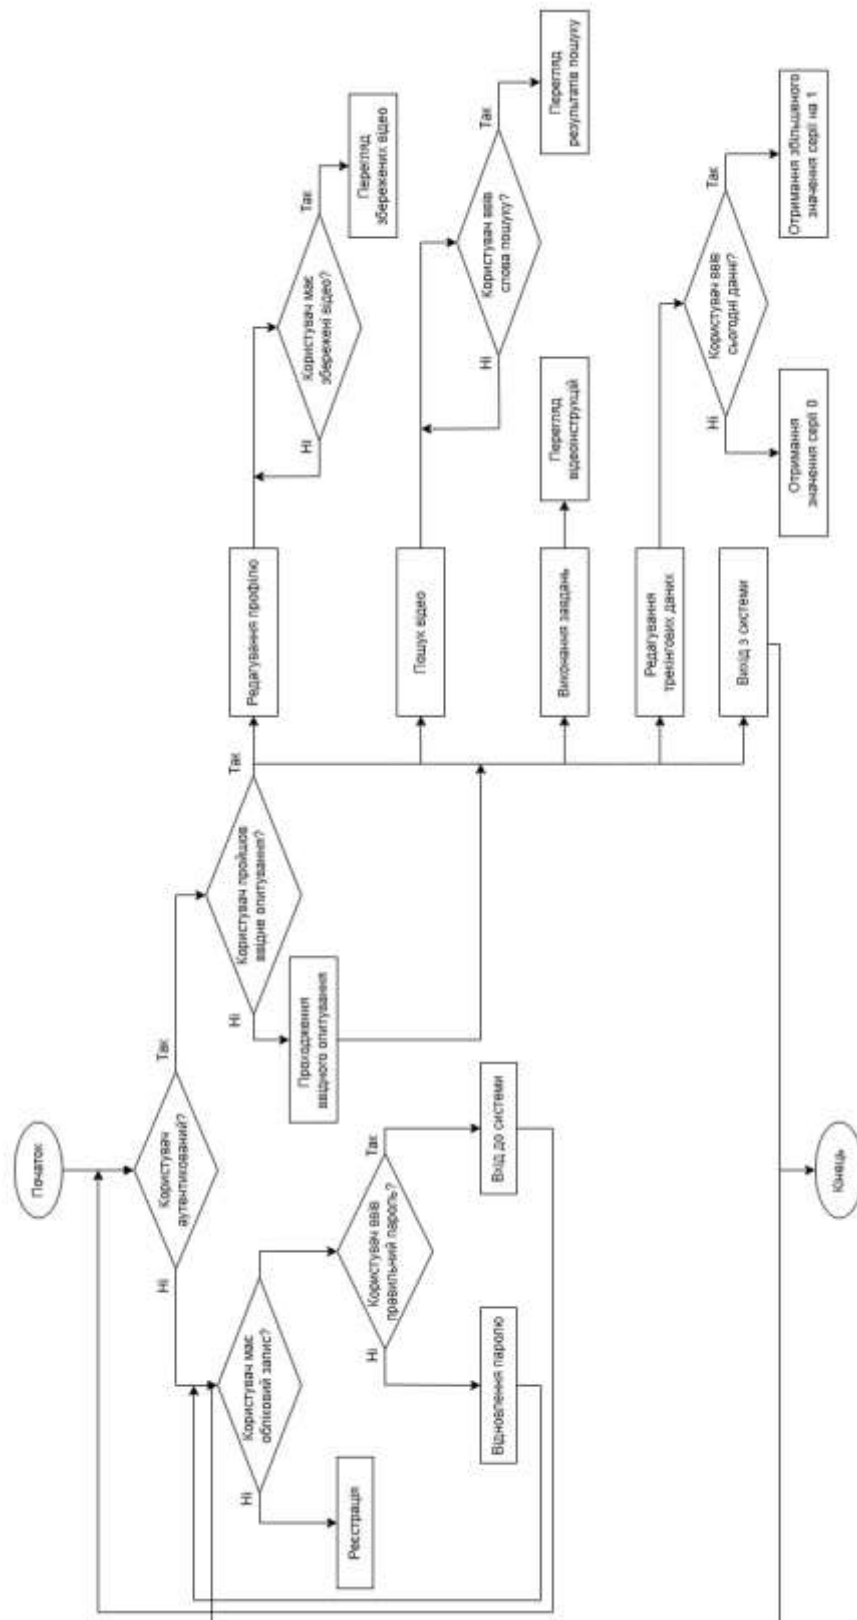 Початок
Користувач
аутентикований?
Ні
Так
Користувач має
обліковий запис?
Ні
Реєстрація
Користувач ввів
правильний пароль?
Ні
Так
Відновлення паролю
Вхід до системи
Користувач пройшов
ввідне опитування?
Ні
Так
Проходження
ввідного опитування
Редагування профілю
Користувач має
збережені відео?
Ні
Так
Перегляд
збережених відео
Пошук відео
Користувач ввів
слова пошуку?
Ні
Так
Перегляд
результатів пошуку
Виконання завдань
Перегляд
відеоінструкцій
Редагування
трекінгових даних
Користувач ввів
сьогодні данні?
Ні
Так
Отримання
значення серії 0
Отримання збільшеного
значення серії на 1
Вихід з системи
Кінець